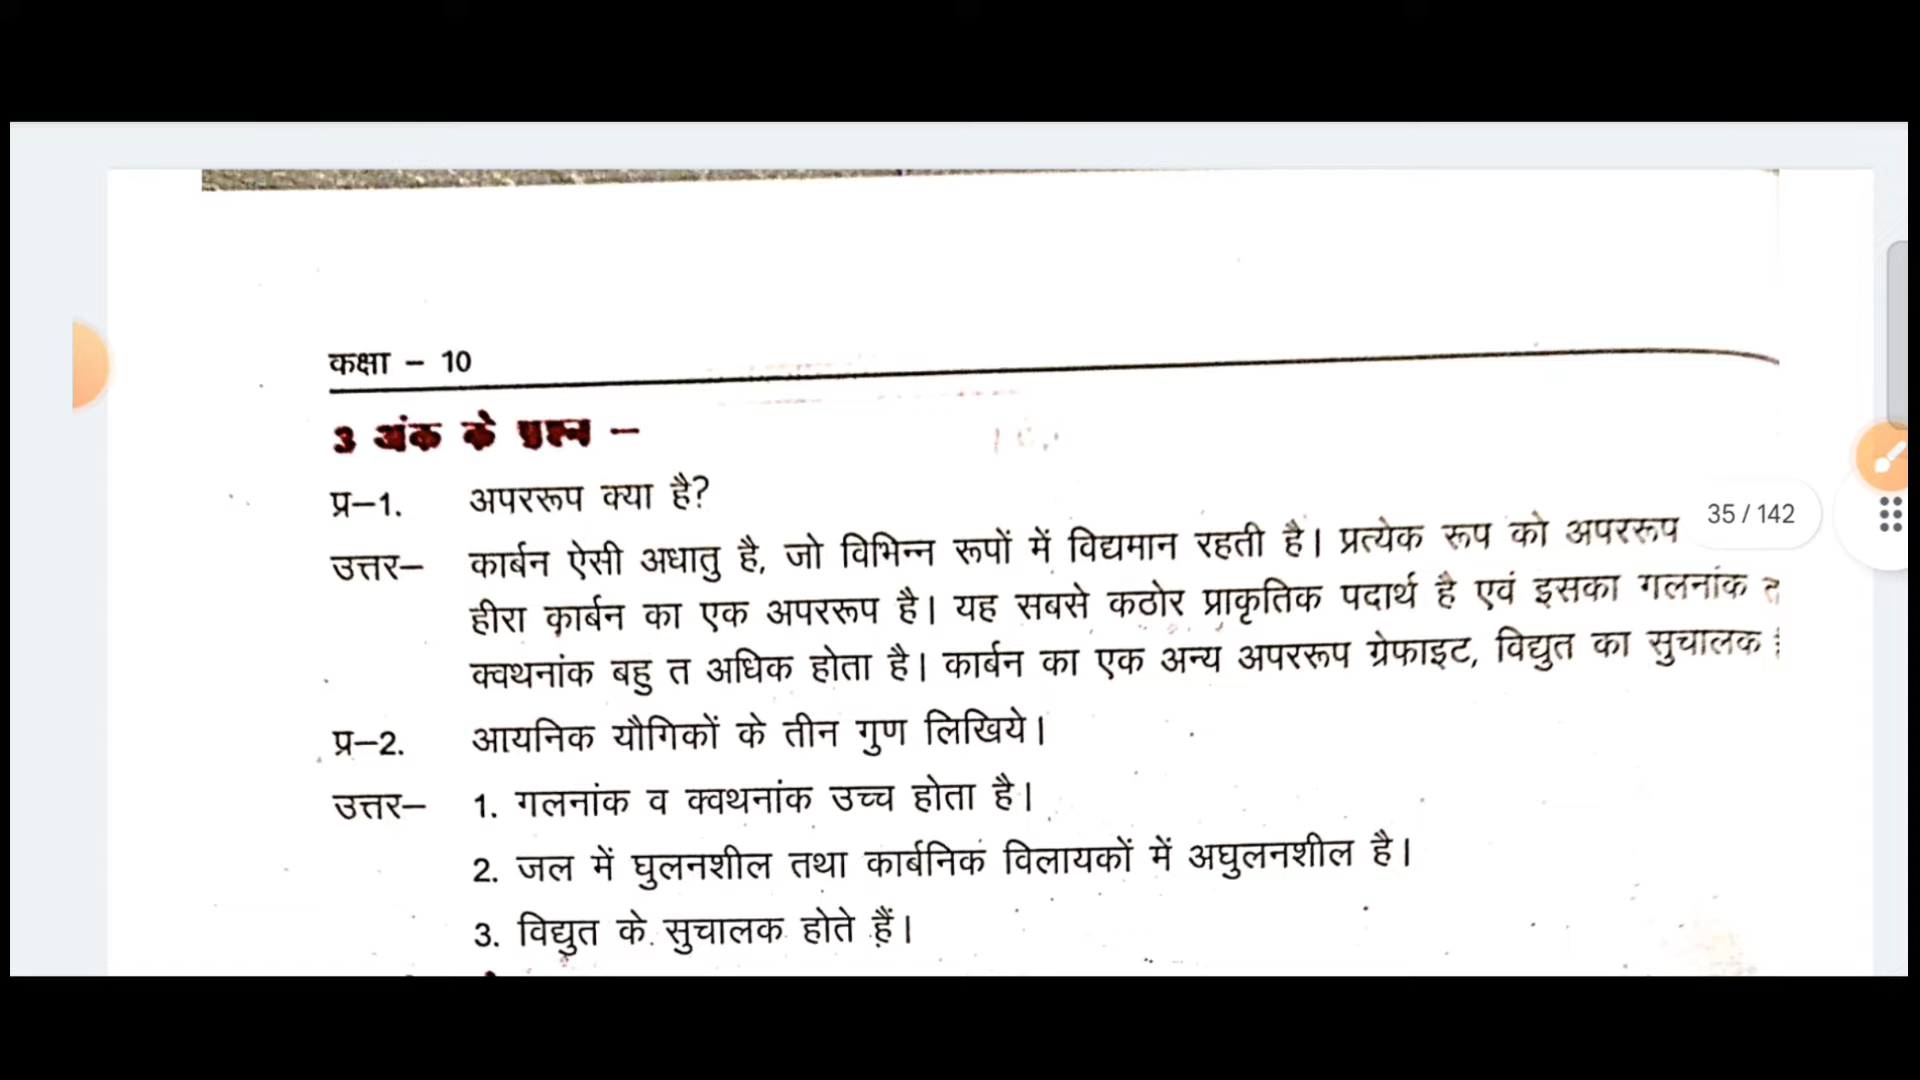 कक्षा – 10
3 अंक के प्रश्न –
प्र–1. अपररूप क्या है?
उत्तर– कार्बन ऐसी अधातु है, जो विभिन्न रूपों में विद्यमान रहती है। प्रत्येक रूप को अपररूप
35 / 142
हीरा कार्बन का एक अपररूप है। यह सबसे कठोर प्राकृतिक पदार्थ है एवं इसका गलनांक
क्वथनांक बहु त अधिक होता है। कार्बन का एक अन्य अपररूप ग्रेफाइट, विद्युत का सुचालक
प्र–2. आयनिक यौगिकों के तीन गुण लिखिये।
उत्तर– 1. गलनांक व क्वथनांक उच्च होता है।
2. जल में घुलनशील तथा कार्बनिक विलायकों में अघुलनशील है।
3. विद्युत के सुचालक होते हैं।